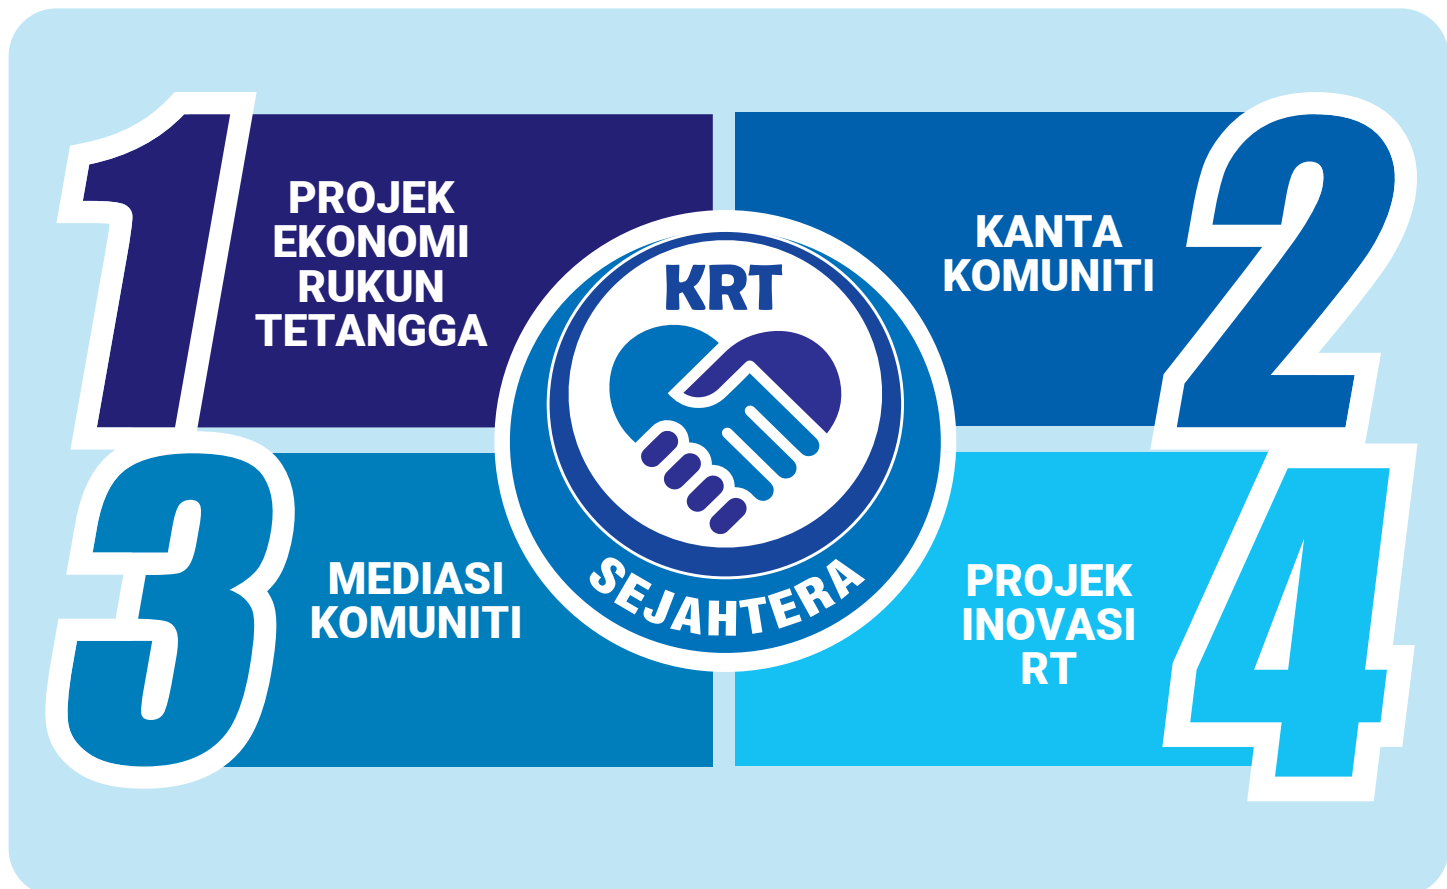 1
PROJEK
EKONOMI
RUKUN
TETANGGA
2
KANTA
KOMUNITI
KRT
SEJAHTERA
3
MEDIASI
KOMUNITI
4
PROJEK
INOVASI
RT